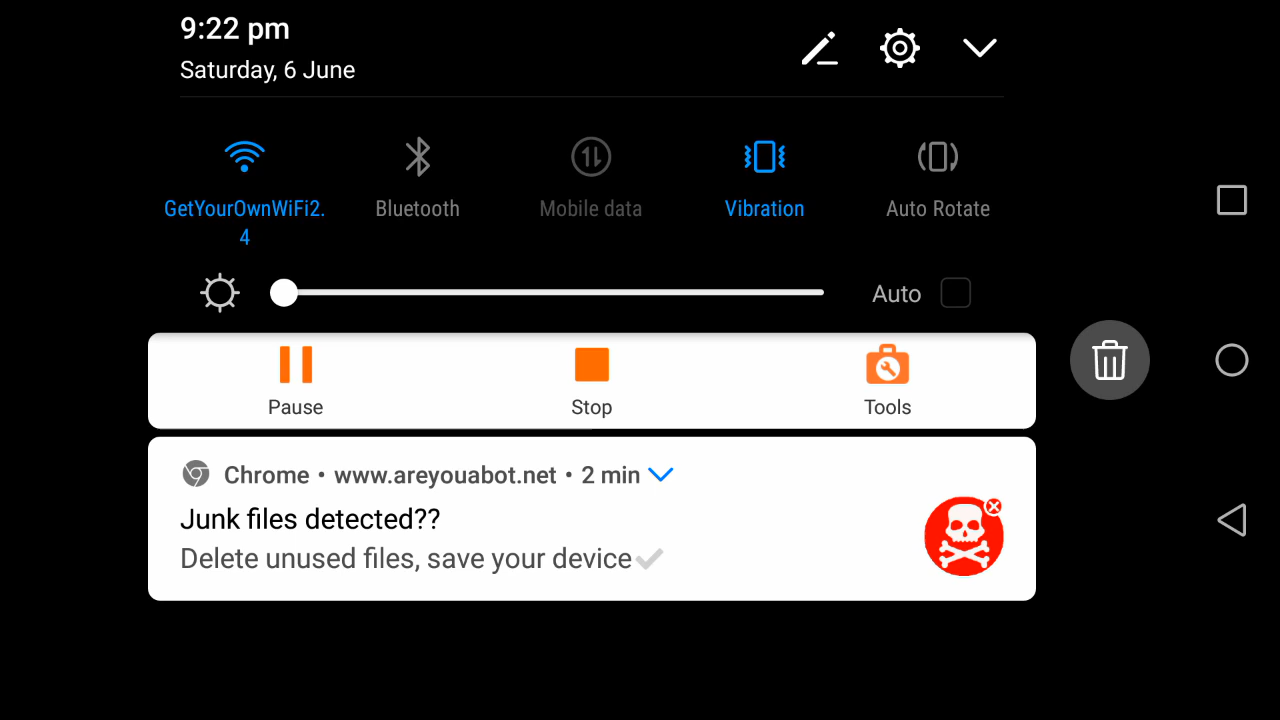 9:22 pm
Saturday, 6 June
GetYourOwnWiFi2.
4
Bluetooth
Mobile data
Vibration
Auto Rotate
Auto
Pause
Stop
Tools
Chrome • www.areyouabot.net • 2 min
Junk files detected??
Delete unused files, save your device✔